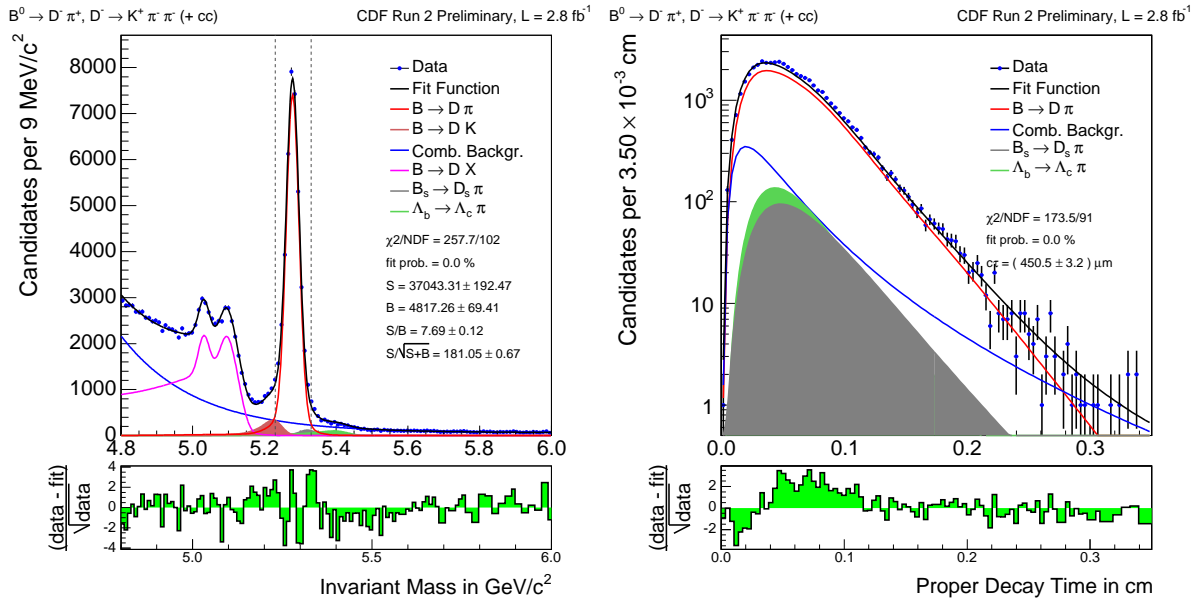 B⁰ → D⁻ π⁺, D⁻ → K⁺ π⁻ π⁻ (+ cc)
CDF Run 2 Preliminary, L = 2.8 fb⁻¹
Candidates per 9 MeV/c²
8000
7000
6000
5000
4000
3000
2000
1000
0
Data
Fit Function
B → D π
B → D K
Comb. Backgr.
B → D X
Bₛ → Dₛ π
Λ_b → Λ_c π
χ2/NDF = 257.7/102
fit prob. = 0.0 %
S = 37043.31 ± 192.47
B = 4817.26 ± 69.41
S/B = 7.69 ± 0.12
S/√S+B = 181.05 ± 0.67
4.8 5.0 5.2 5.4 5.6 5.8 6.0
(data - fit)
√data
4
2
0
-2
-4
5.0 5.5 6.0
Invariant Mass in GeV/c²
B⁰ → D⁻ π⁺, D⁻ → K⁺ π⁻ π⁻ (+ cc)
CDF Run 2 Preliminary, L = 2.8 fb⁻¹
Candidates per 3.50 × 10⁻³ cm
10³
10²
10
1
Data
Fit Function
B → D π
Comb. Backgr.
Bₛ → Dₛ π
Λ_b → Λ_c π
χ2/NDF = 173.5/91
fit prob. = 0.0 %
cτ = ( 450.5 ± 3.2 ) μm
0.0 0.1 0.2 0.3
(data - fit)
√data
2
0
-2
0.0 0.1 0.2 0.3
Proper Decay Time in cm